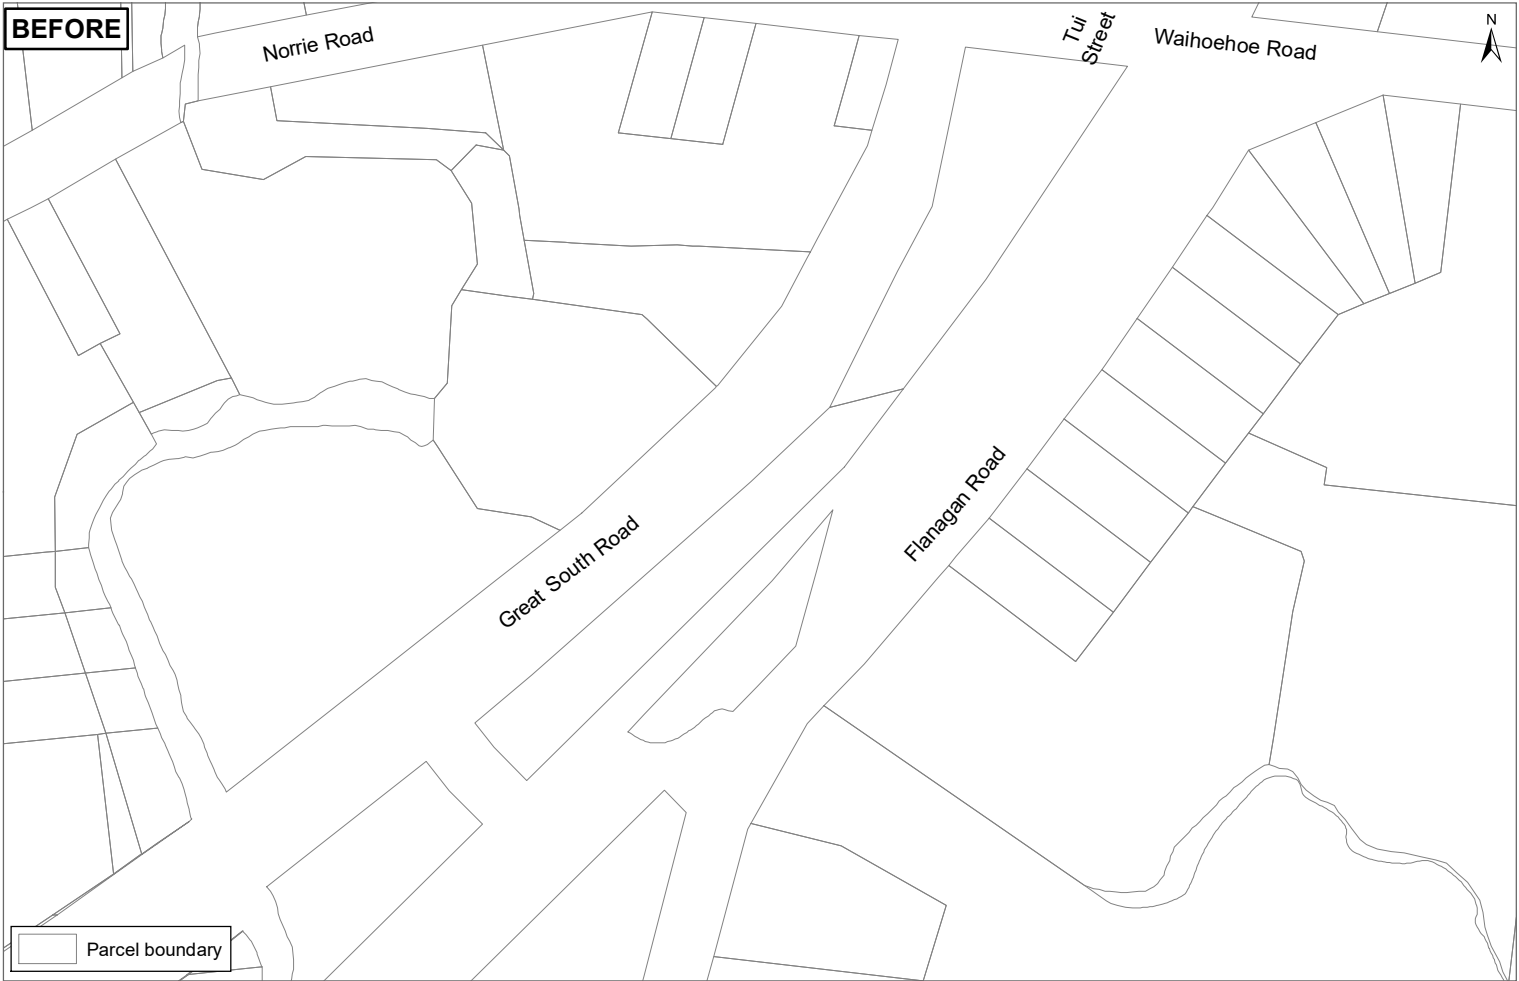 BEFORE
Norrie Road
Tui
Street
Waihoehoe Road
N
Great South Road
Flanagan Road
Parcel boundary